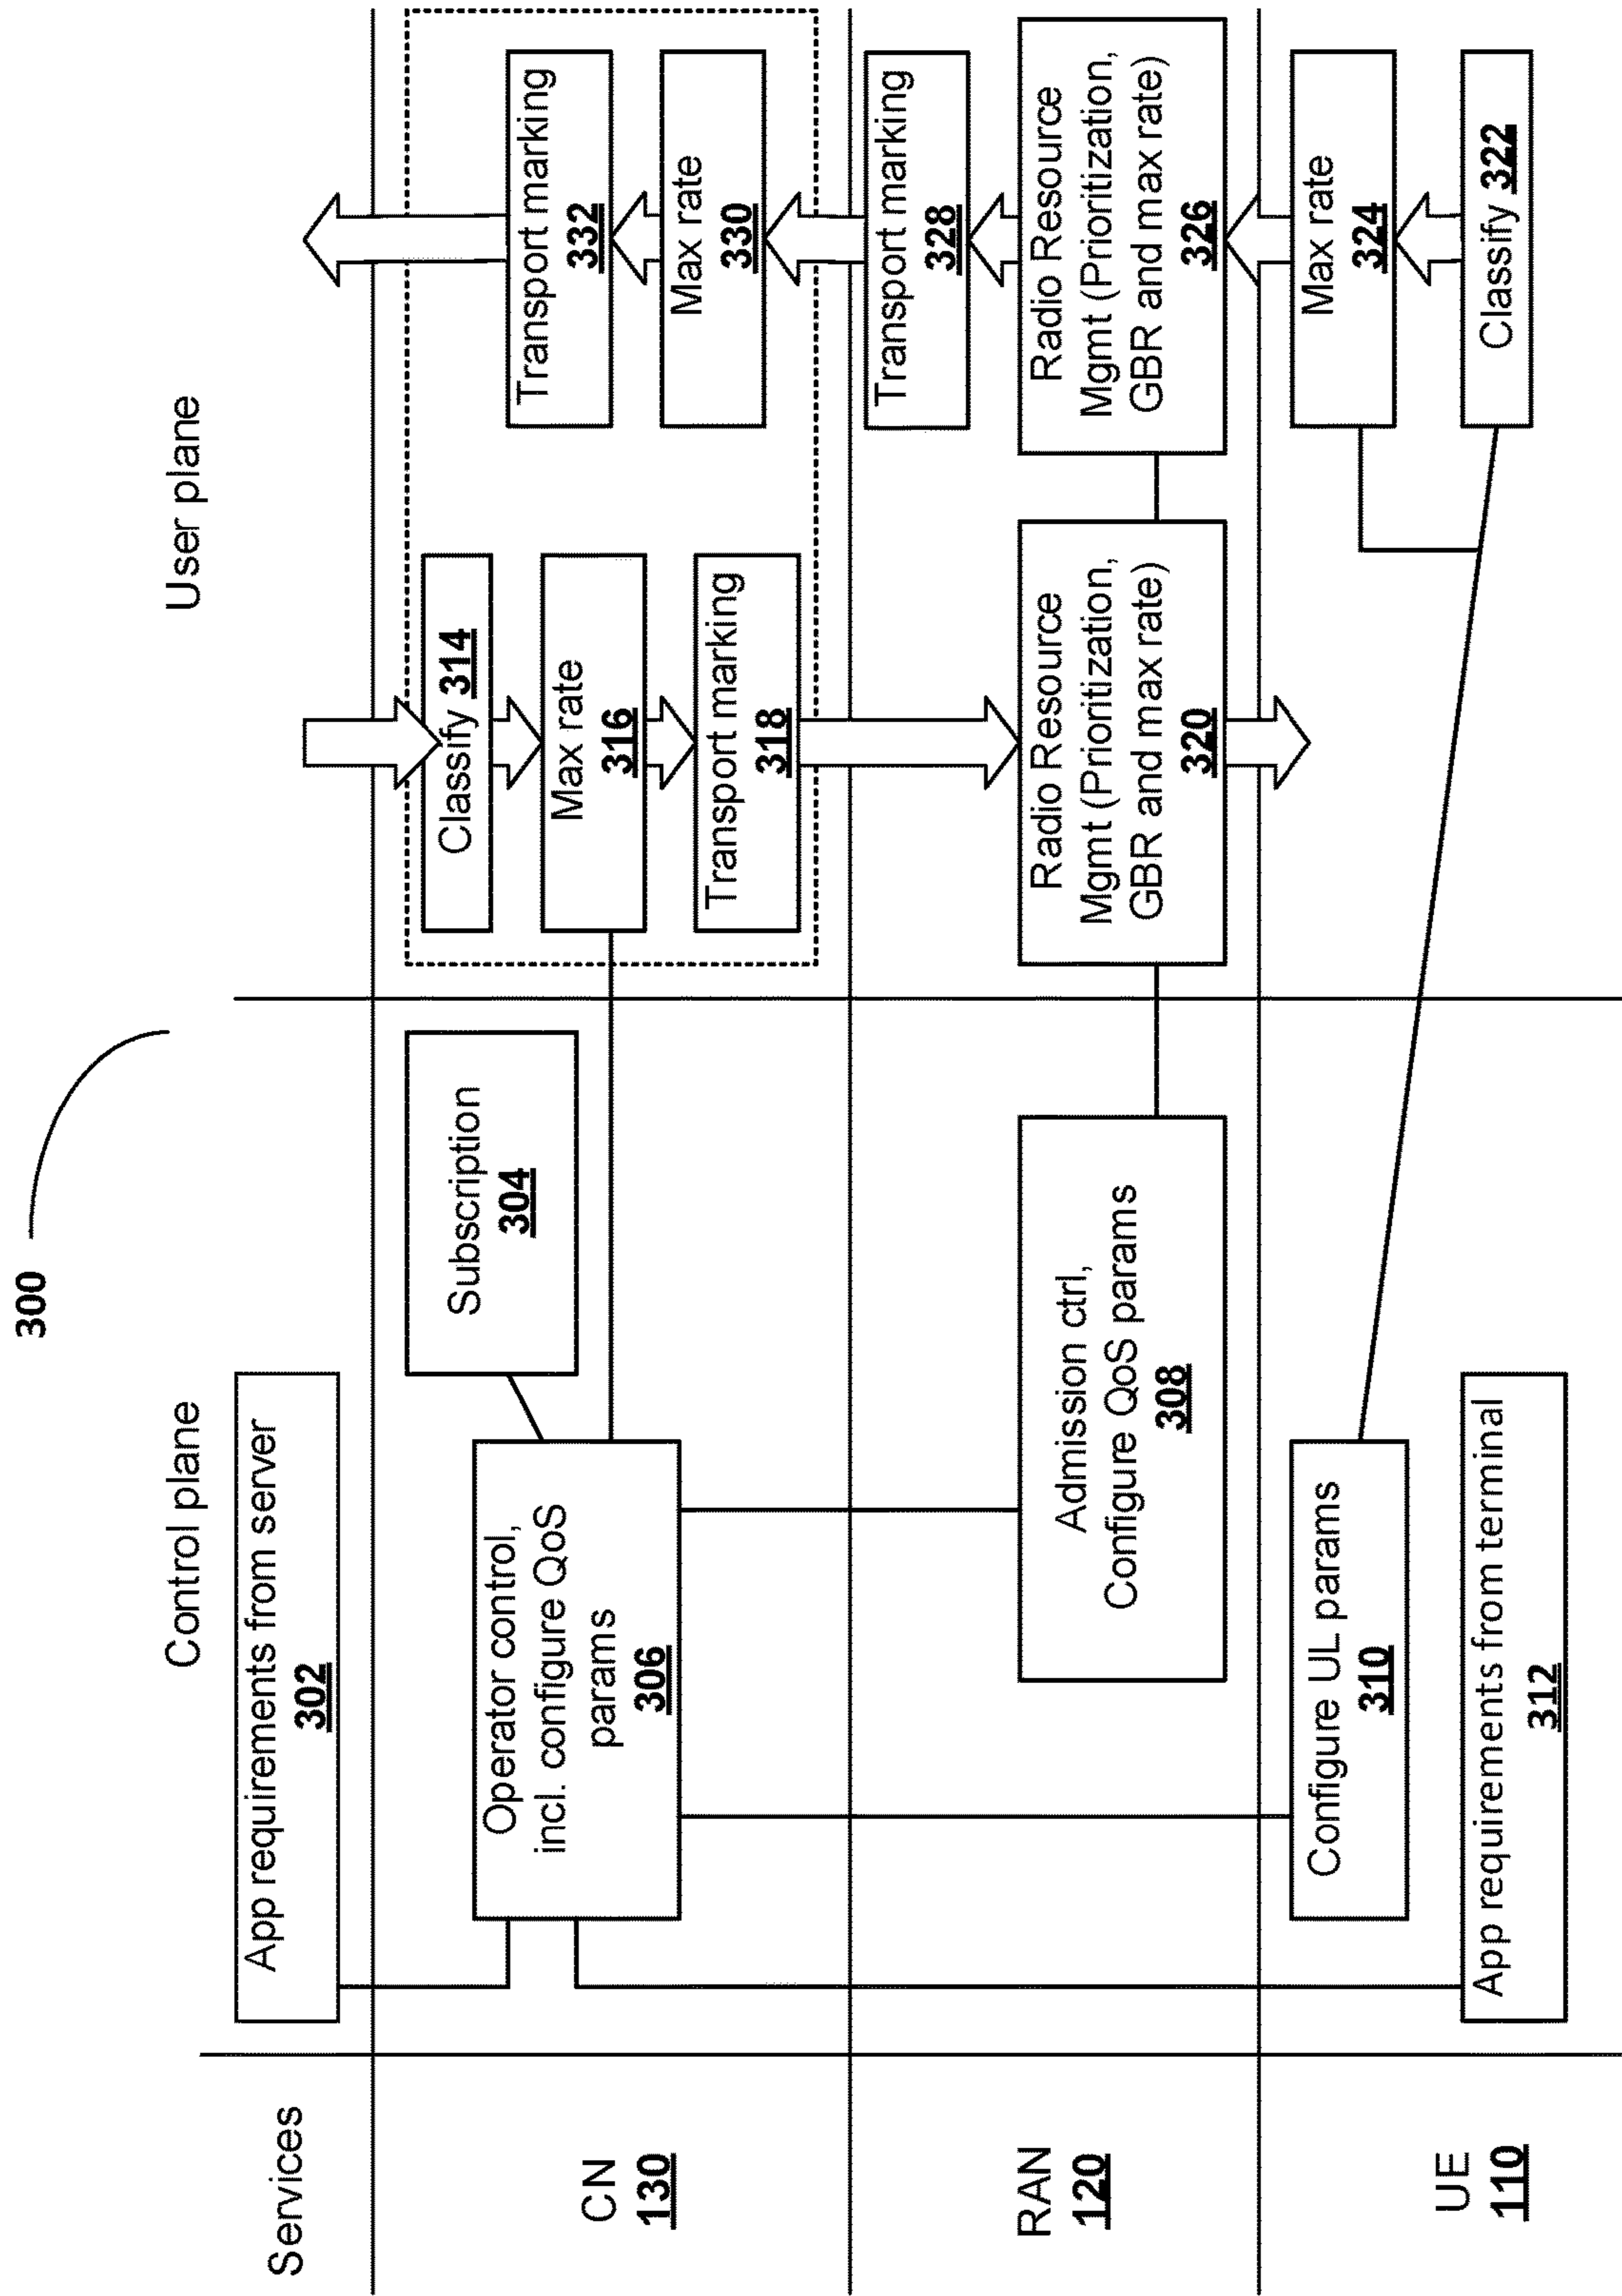 300
Control plane
User plane
Services
App requirements from server
302
CN
130
Operator control,
incl. configure QoS
params
306
Subscription
304
Classify 314
Max rate
316
Transport marking
318
Transport marking
332
Max rate
330
RAN
120
Admission ctrl,
Configure QoS params
308
Radio Resource
Mgmt (Prioritization,
GBR and max rate)
320
Transport marking
328
Radio Resource
Mgmt (Prioritization,
GBR and max rate)
326
UE
110
Configure UL params
310
App requirements from terminal
312
Max rate
324
Classify 322